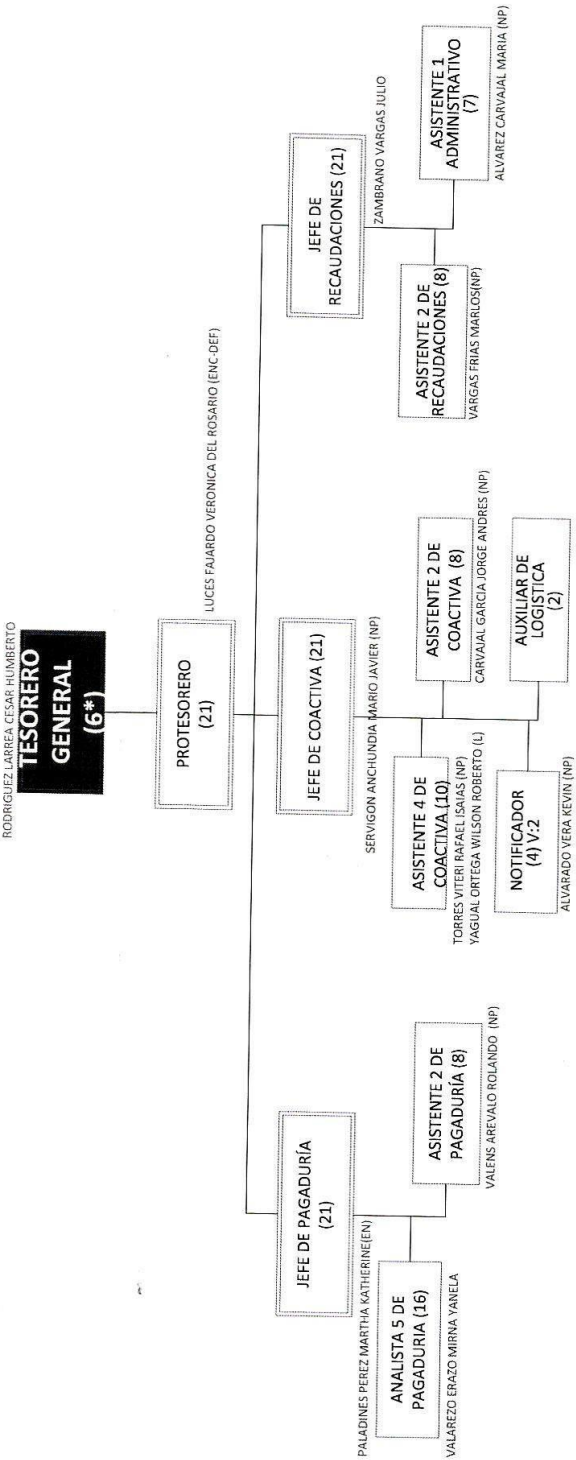 RODRIGUEZ LARREA CESAR HUMBERTO
TESORERO
GENERAL
(6*)
PROTESORERO
(21)
LUCES FAJARDO VERONICA DEL ROSARIO (ENC-DEF)
JEFE DE PAGADURÍA
(21)
PALADINES PEREZ MARTHA KATHERINE(EN)
ANALISTA 5 DE
PAGADURIA (16)
VALAREZO ERAZO MIRNA YANELA
ASISTENTE 2 DE
PAGADURÍA (8)
VALENS AREVALO ROLANDO (NP)
JEFE DE COACTIVA (21)
SERVIGON ANCHUNDIA MARIO JAVIER (NP)
ASISTENTE 4 DE
COACTIVA (10)
TORRES VITERI RAFAEL ISAIAS (NP)
YAGUAL ORTEGA WILSON ROBERTO (L)
ASISTENTE 2 DE
COACTIVA (8)
CARVAJAL GARCIA JORGE ANDRES (NP)
NOTIFICADOR
(4) V:2
ALVARADO VERA KEVIN (NP)
AUXILIAR DE
LOGÍSTICA
(2)
JEFE DE
RECAUDACIONES (21)
ZAMBRANO VARGAS JULIO
ASISTENTE 2 DE
RECAUDACIONES (8)
VARGAS FRIAS MARLOS(NP)
ASISTENTE 1
ADMINISTRATIVO
(7)
ALVAREZ CARVAJAL MARIA (NP)